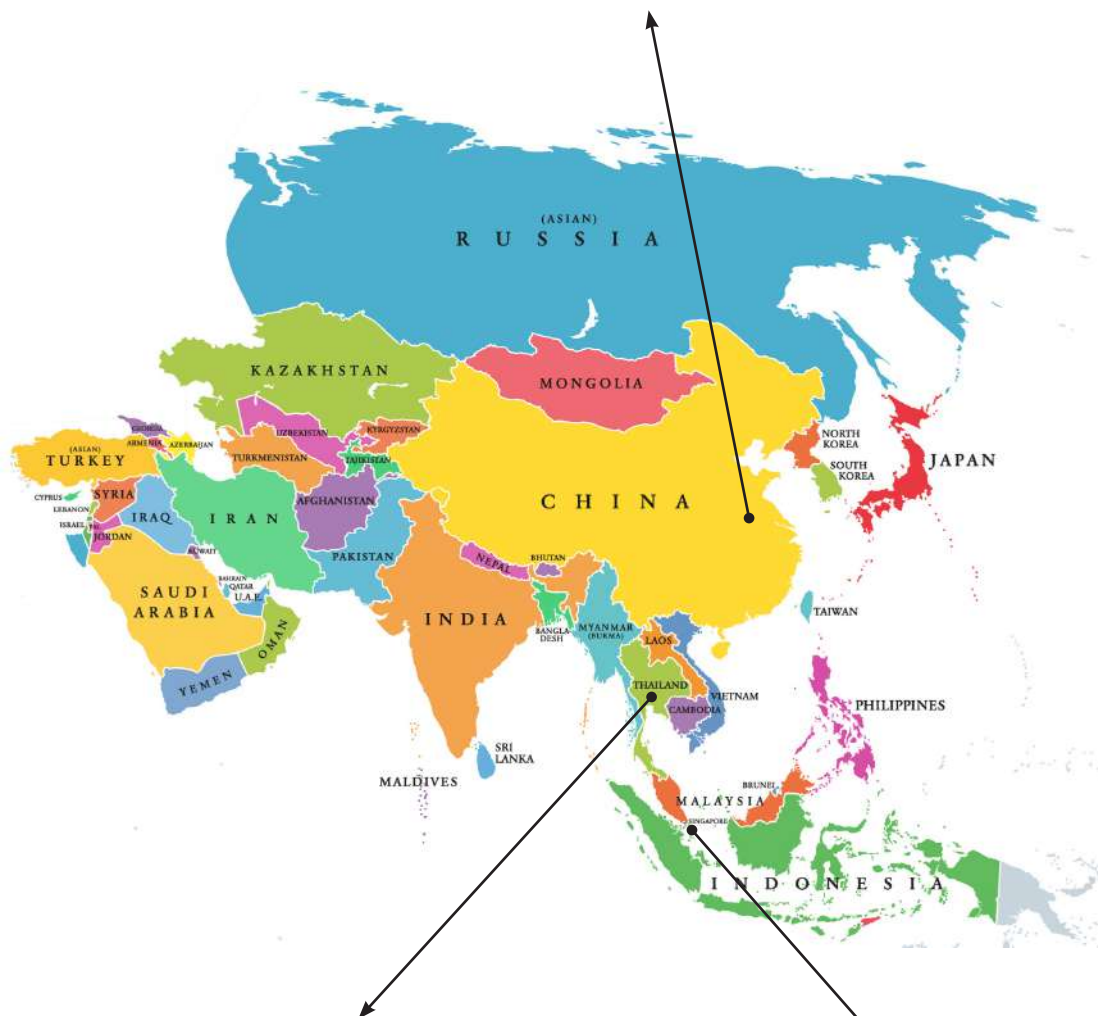 (ASIAN)
RUSSIA
KAZAKHSTAN
MONGOLIA
GEORGIA
ARMENIA
AZERBAIJAN
UZBEKISTAN
KYRGYZSTAN
(ASIAN)
TURKEY
TURKMENISTAN
TAJIKISTAN
NORTH
KOREA
SOUTH
KOREA
JAPAN
CYPRUS
SYRIA
LEBANON
ISRAEL
PAL.
JORDAN
IRAQ
IRAN
AFGHANISTAN
CHINA
KUWAIT
PAKISTAN
NEPAL
BHUTAN
BAHRAIN
QATAR
U.A.E.
SAUDI
ARABIA
OMAN
YEMEN
INDIA
BANGLA-
DESH
MYANMAR
(BURMA)
LAOS
TAIWAN
THAILAND
VIETNAM
CAMBODIA
PHILIPPINES
SRI
LANKA
MALDIVES
BRUNEI
MALAYSIA
SINGAPORE
INDONESIA